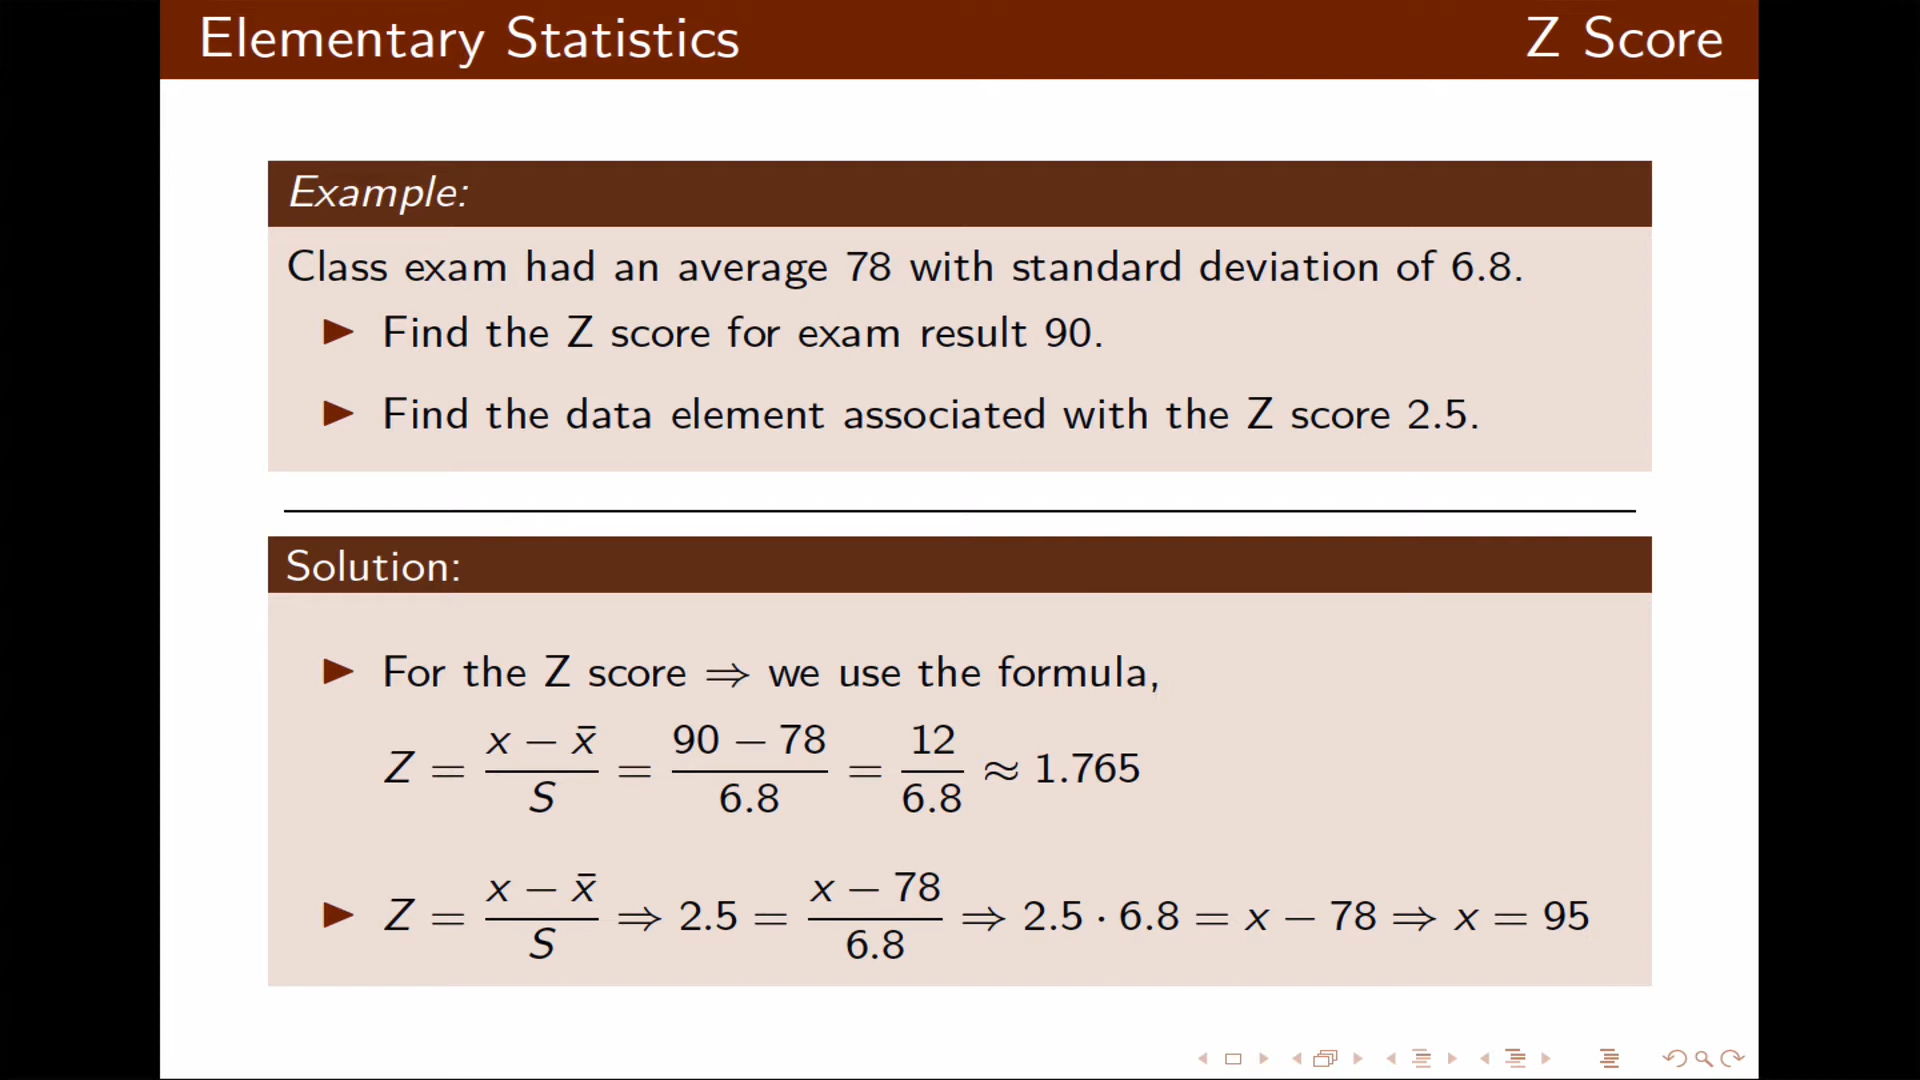 Elementary Statistics Z Score
Example:
Class exam had an average 78 with standard deviation of 6.8.
▶ Find the Z score for exam result 90.
▶ Find the data element associated with the Z score 2.5.
Solution:
▶ For the Z score ⇒ we use the formula,
Z = (x − x̄)/S = (90 − 78)/6.8 = 12/6.8 ≈ 1.765
▶ Z = (x − x̄)/S ⇒ 2.5 = (x − 78)/6.8 ⇒ 2.5 · 6.8 = x − 78 ⇒ x = 95